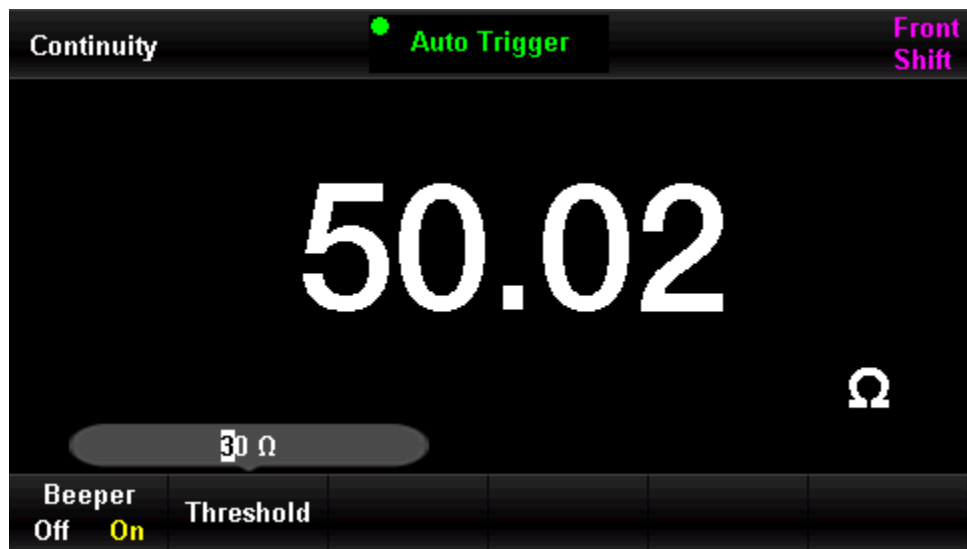 Continuity
Auto Trigger
Front
Shift
50.02
Ω
30 Ω
Beeper
Off On
Threshold